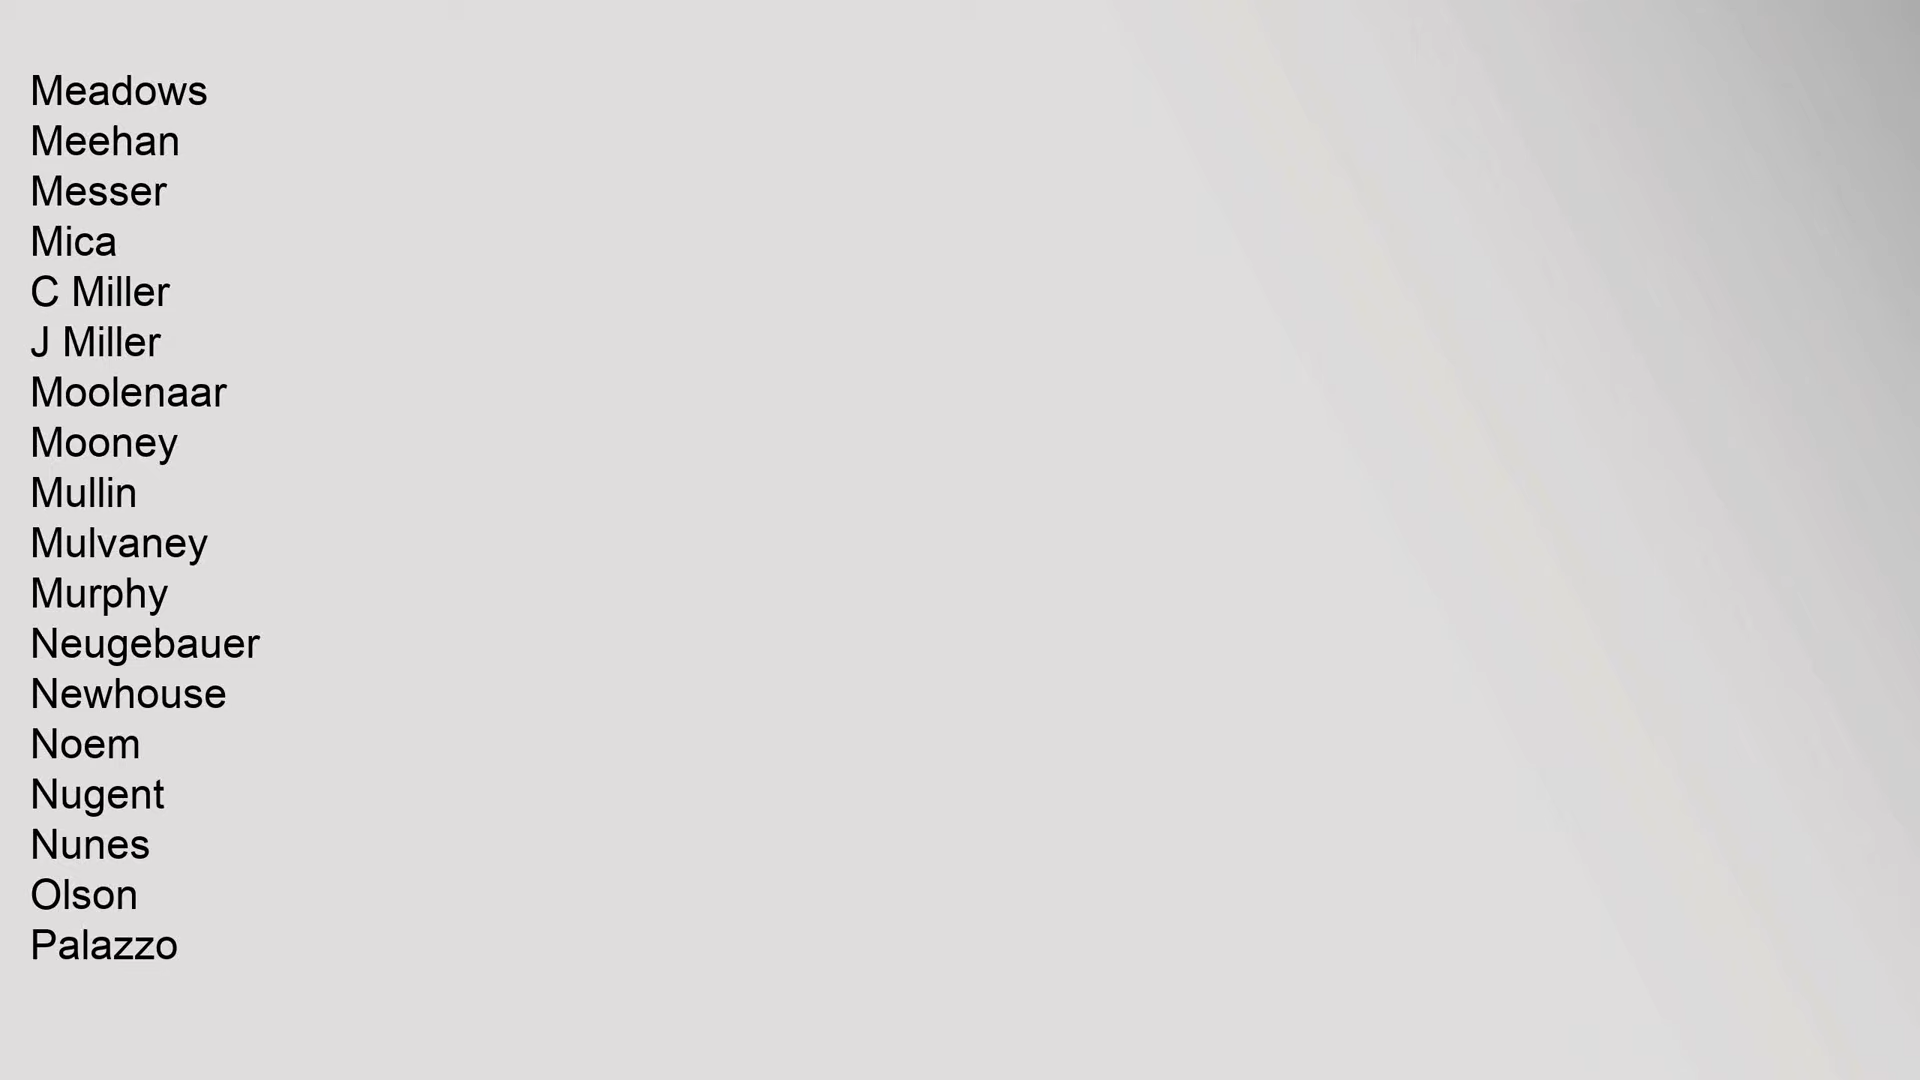 Meadows
Meehan
Messer
Mica
C Miller
J Miller
Moolenaar
Mooney
Mullin
Mulvaney
Murphy
Neugebauer
Newhouse
Noem
Nugent
Nunes
Olson
Palazzo